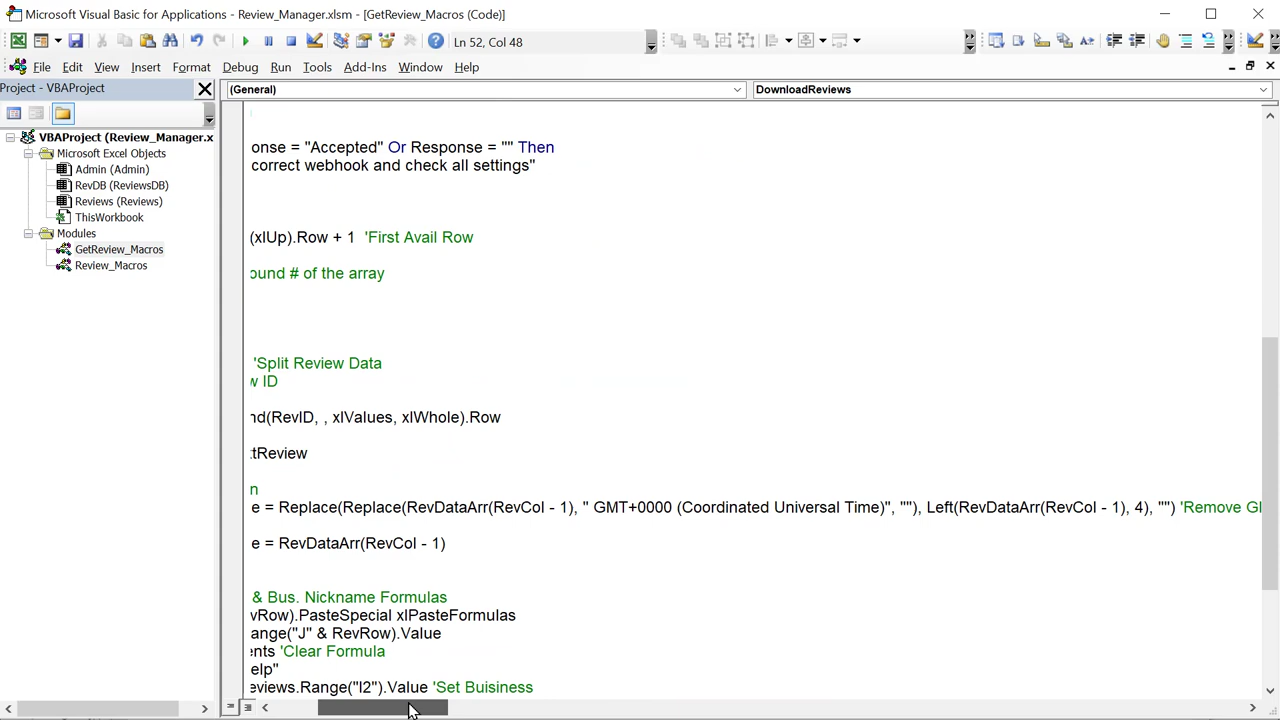 Microsoft Visual Basic for Applications - Review_Manager.xlsm - [GetReview_Macros (Code)]
Ln 52, Col 48
File Edit View Insert Format Debug Run Tools Add-Ins Window Help
Project - VBAProject
(General)
DownloadReviews
VBAProject (Review_Manager.x
Microsoft Excel Objects
Admin (Admin)
RevDB (ReviewsDB)
Reviews (Reviews)
ThisWorkbook
Modules
GetReview_Macros
Review_Macros
onse = "Accepted" Or Response = "" Then
correct webhook and check all settings"
(xlUp).Row + 1 'First Avail Row
ound # of the array
'Split Review Data
w ID
nd(RevID, , xlValues, xlWhole).Row
tReview
n
e = Replace(Replace(RevDataArr(RevCol - 1), " GMT+0000 (Coordinated Universal Time)", ""), Left(RevDataArr(RevCol - 1), 4), "") 'Remove G
e = RevDataArr(RevCol - 1)
& Bus. Nickname Formulas
vRow).PasteSpecial xlPasteFormulas
ange("J" & RevRow).Value
ents 'Clear Formula
elp"
eviews.Range("I2").Value 'Set Buisiness